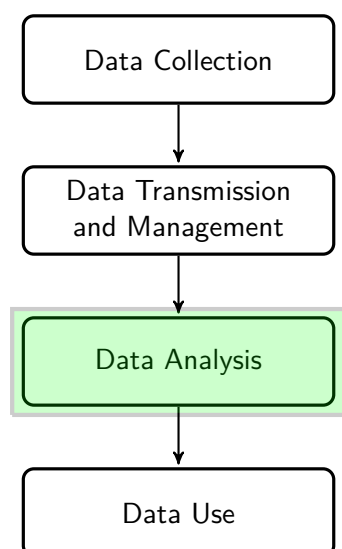 Data Collection
Data Transmission
and Management
Data Analysis
Data Use